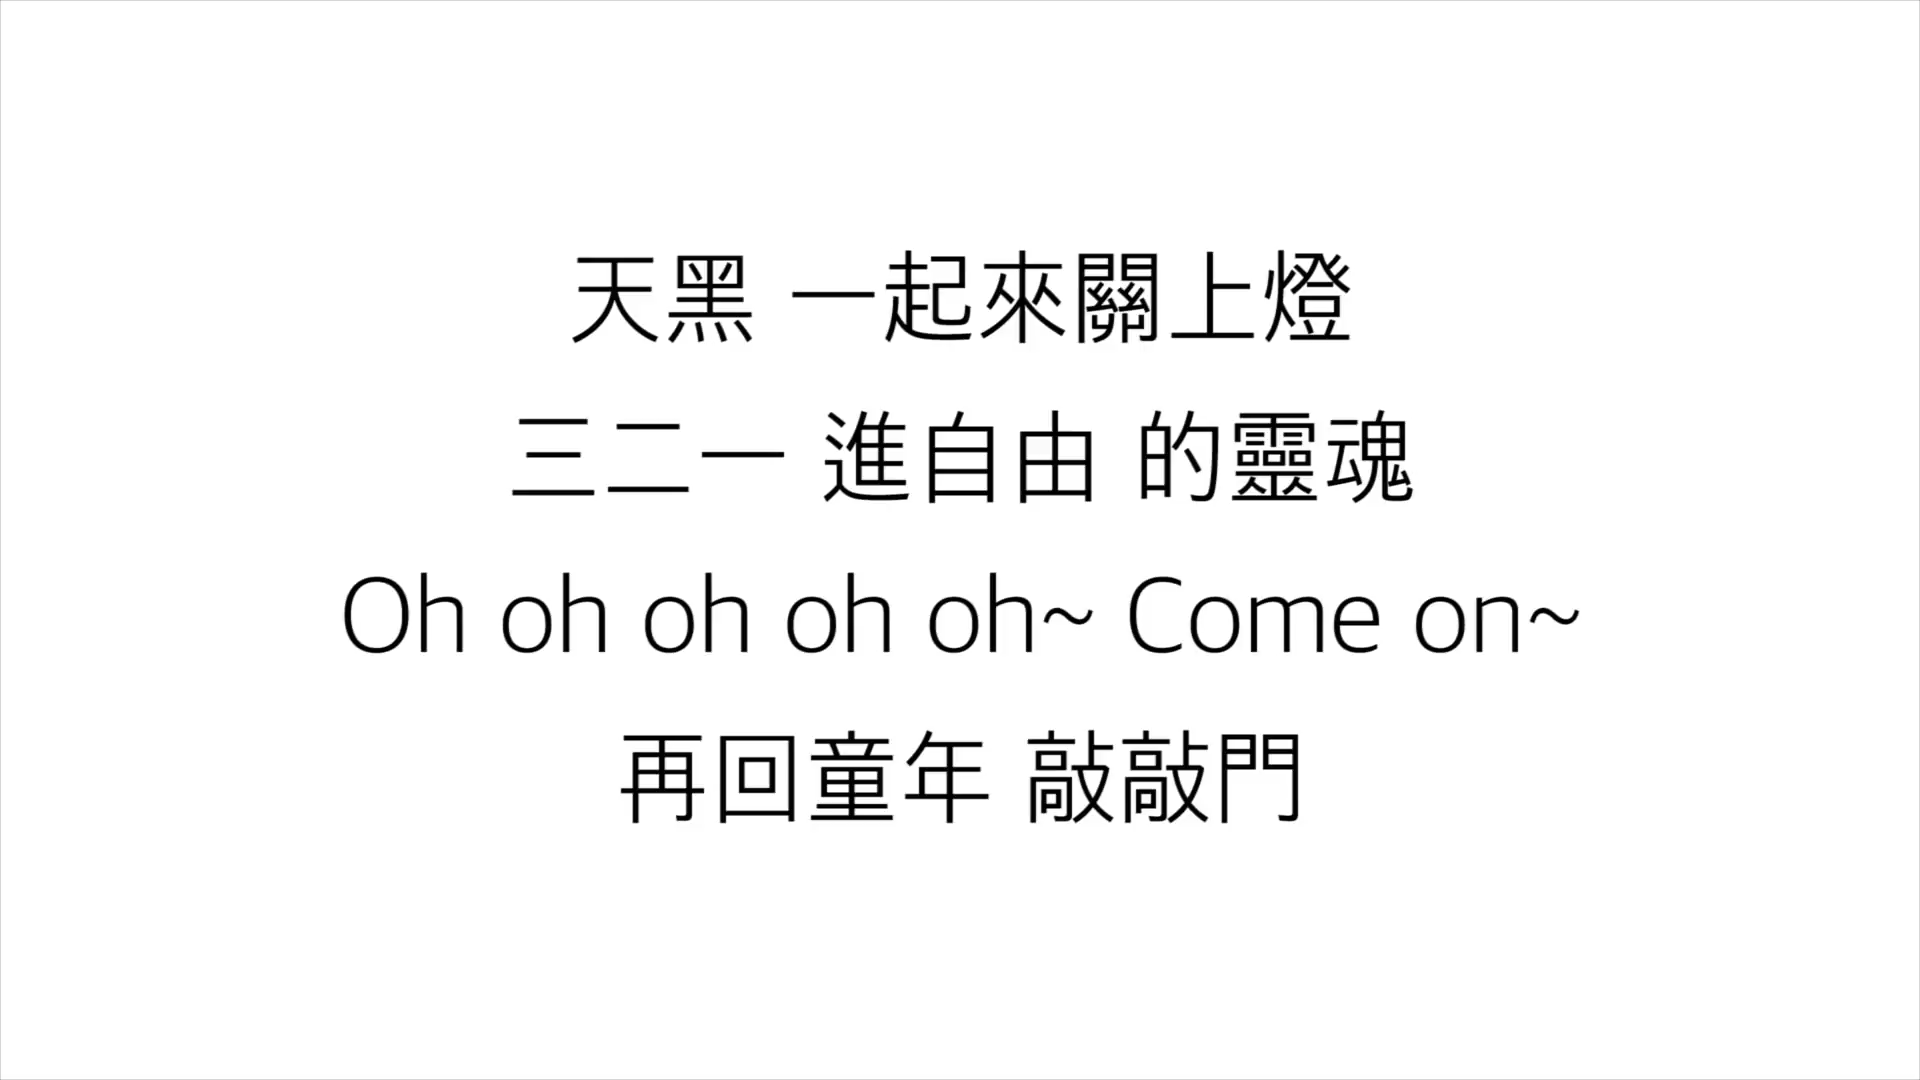 天黑 一起來關上燈
三二一 進自由 的靈魂
Oh oh oh oh oh~ Come on~
再回童年 敲敲門